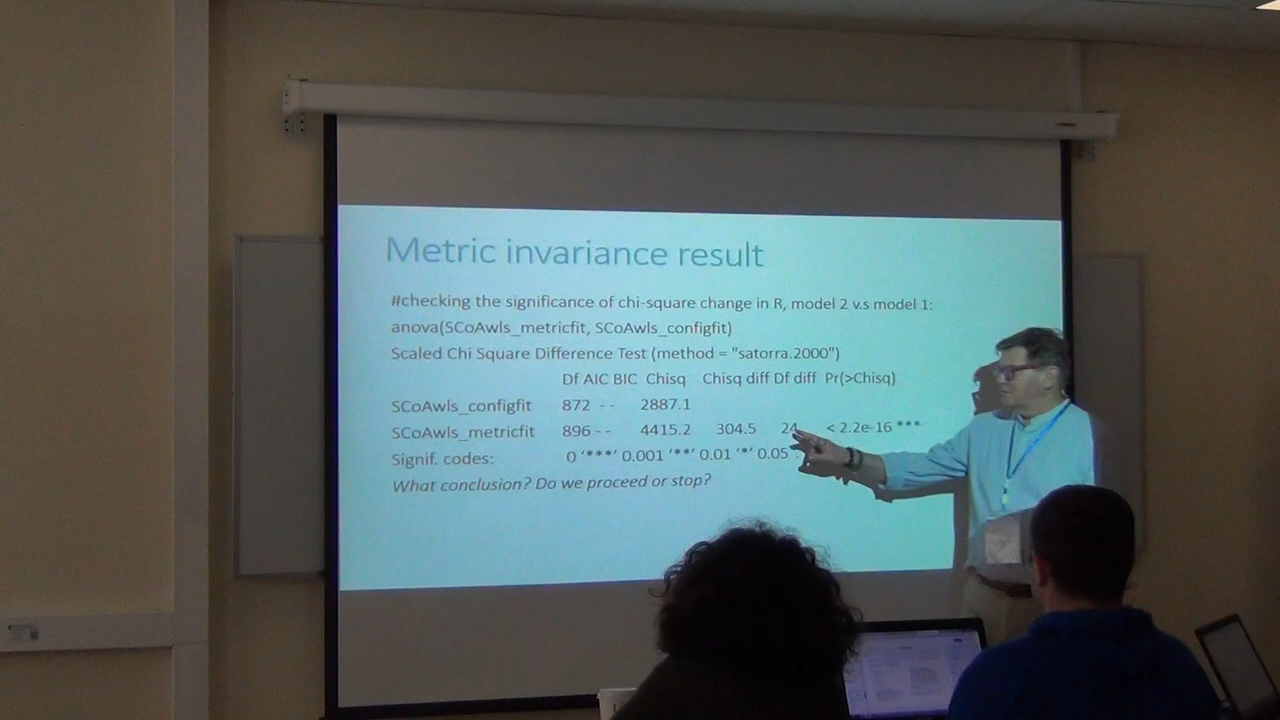 Metric invariance result
#checking the significance of chi-square change in R, model 2 v.s model 1:
anova(SCoAwls_metricfit, SCoAwls_configfit)
Scaled Chi Square Difference Test (method = "satorra.2000")
Df AIC BIC Chisq Chisq diff Df diff Pr(>Chisq)
SCoAwls_configfit 872 - - 2887.1
SCoAwls_metricfit 896 - - 4415.2 304.5 24 < 2.2e-16 ***
Signif. codes: 0 '***' 0.001 '**' 0.01 '*' 0.05
What conclusion? Do we proceed or stop?